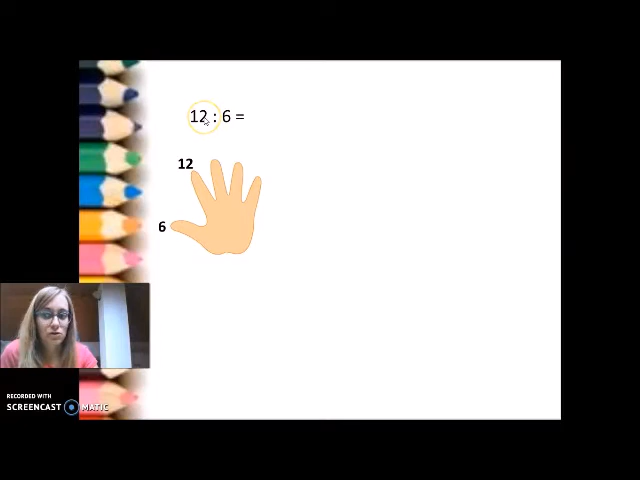 12 : 6 =
12
6
RECORDED WITH
SCREENCAST MATIC